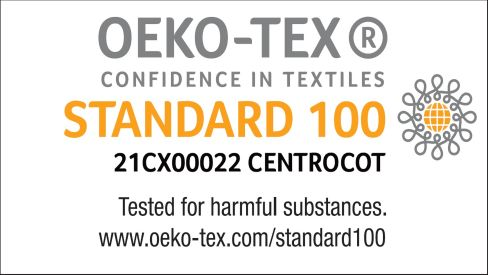 OEKO-TEX®
CONFIDENCE IN TEXTILES
STANDARD 100
21CX00022 CENTROCOT
Tested for harmful substances.
www.oeko-tex.com/standard100